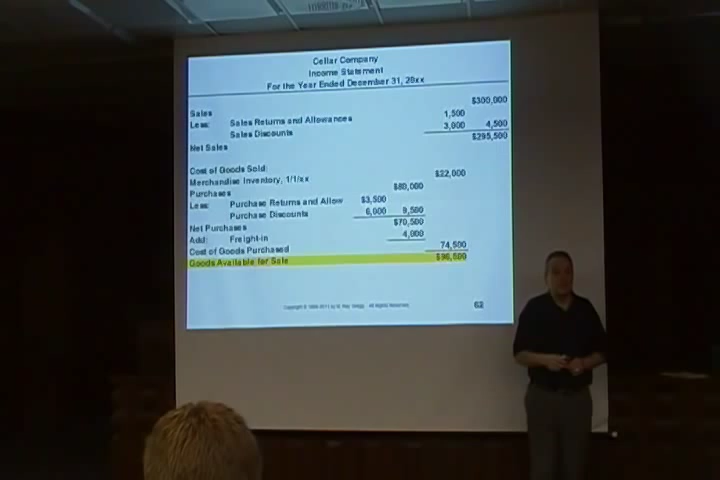 Cellar Company
Income Statement
For the Year Ended December 31, 20xx
$300,000
Sales
Less: Sales Returns and Allowances 1,500
Sales Discounts 3,000 4,500
Net Sales $295,500
Cost of Goods Sold:
Merchandise Inventory, 1/1/xx $22,000
Purchases $80,000
Less: Purchase Returns and Allow $3,500
Purchase Discounts 6,000 9,500
Net Purchases $70,500
Add: Freight-in 4,000
Cost of Goods Purchased 74,500
Goods Available for Sale $96,500
All Rights Reserved
62